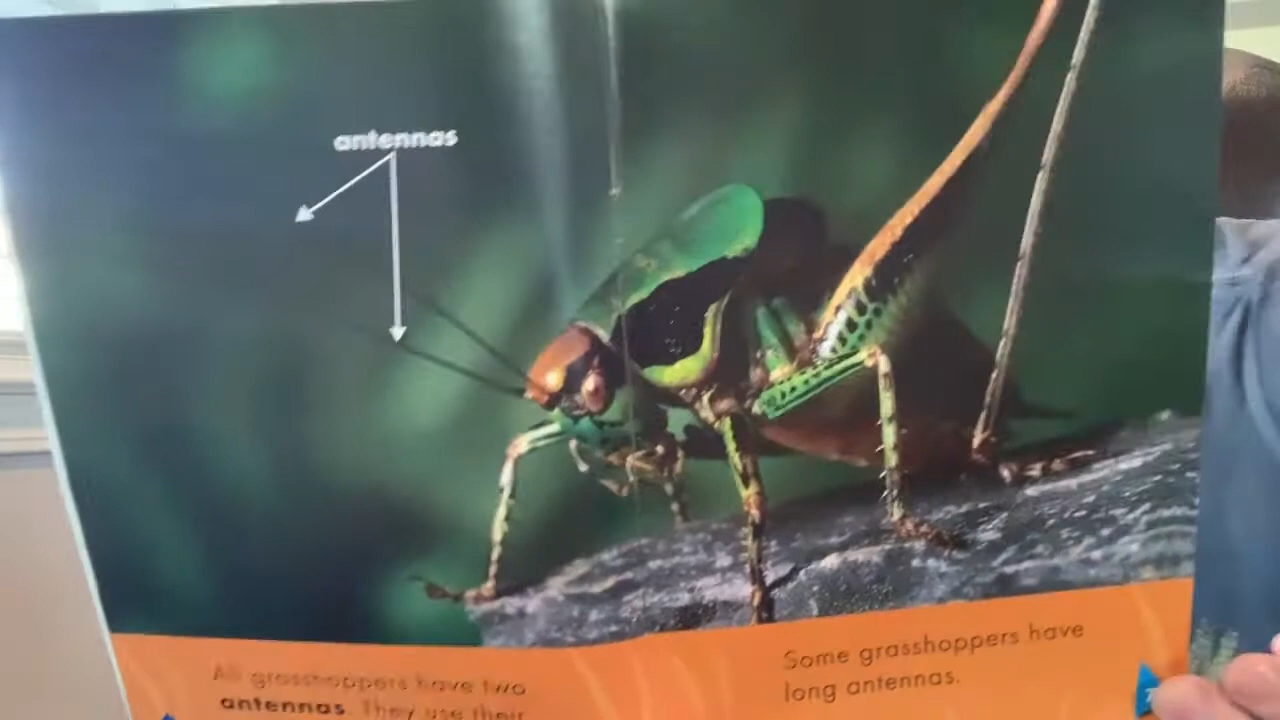 antennas
All grasshoppers have two
antennas. They use their
Some grasshoppers have
long antennas.